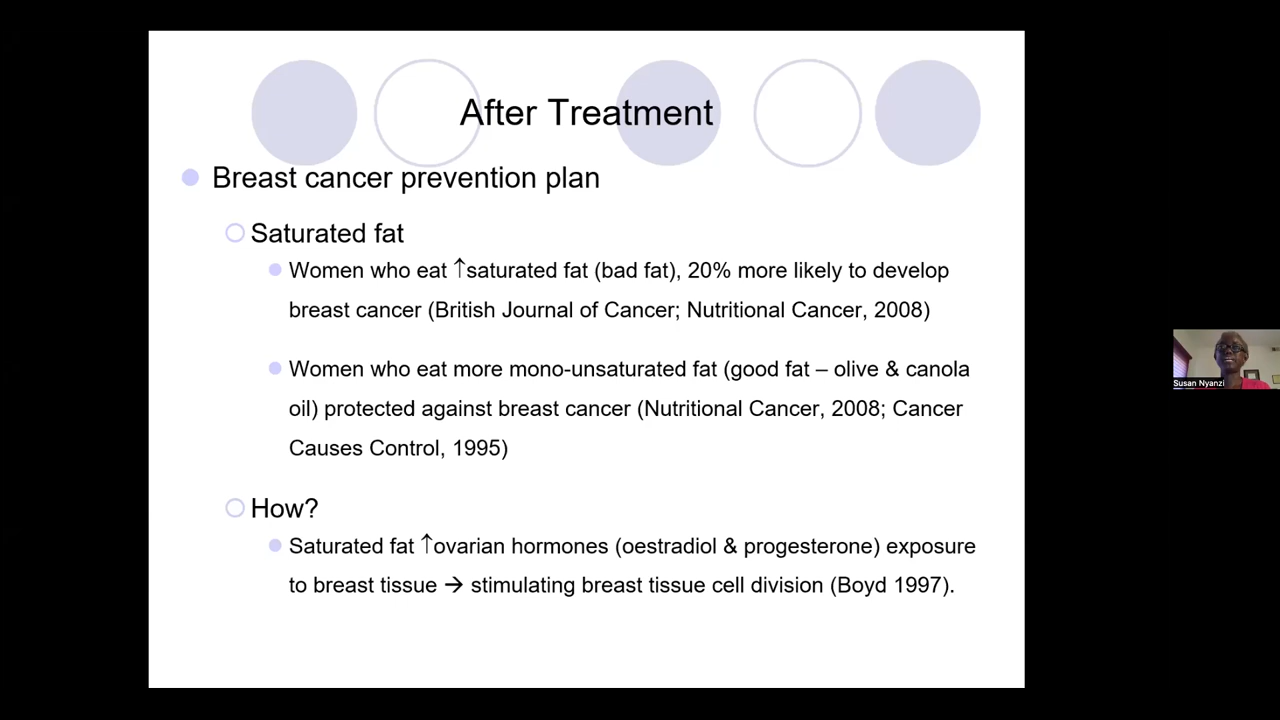 After Treatment
Breast cancer prevention plan
Saturated fat
Women who eat ↑saturated fat (bad fat), 20% more likely to develop
breast cancer (British Journal of Cancer; Nutritional Cancer, 2008)
Women who eat more mono-unsaturated fat (good fat – olive & canola
oil) protected against breast cancer (Nutritional Cancer, 2008; Cancer
Causes Control, 1995)
How?
Saturated fat ↑ovarian hormones (oestradiol & progesterone) exposure
to breast tissue → stimulating breast tissue cell division (Boyd 1997).
Susan Nyanzi